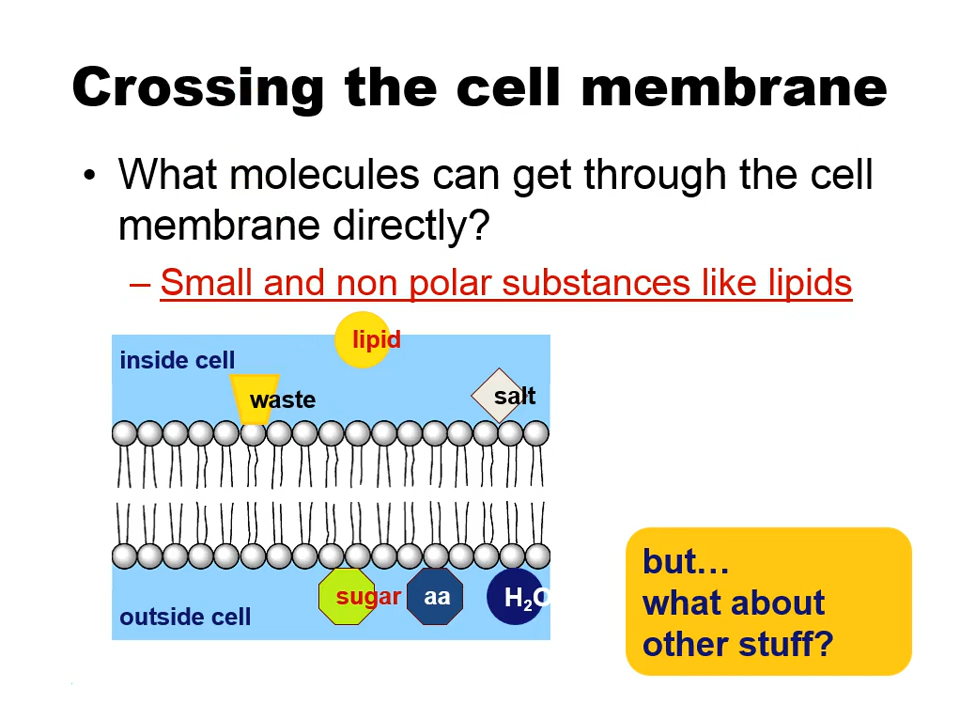 Crossing the cell membrane
• What molecules can get through the cell
membrane directly?
– Small and non polar substances like lipids
lipid
inside cell
waste
salt
sugar
aa
H₂O
outside cell
but…
what about
other stuff?